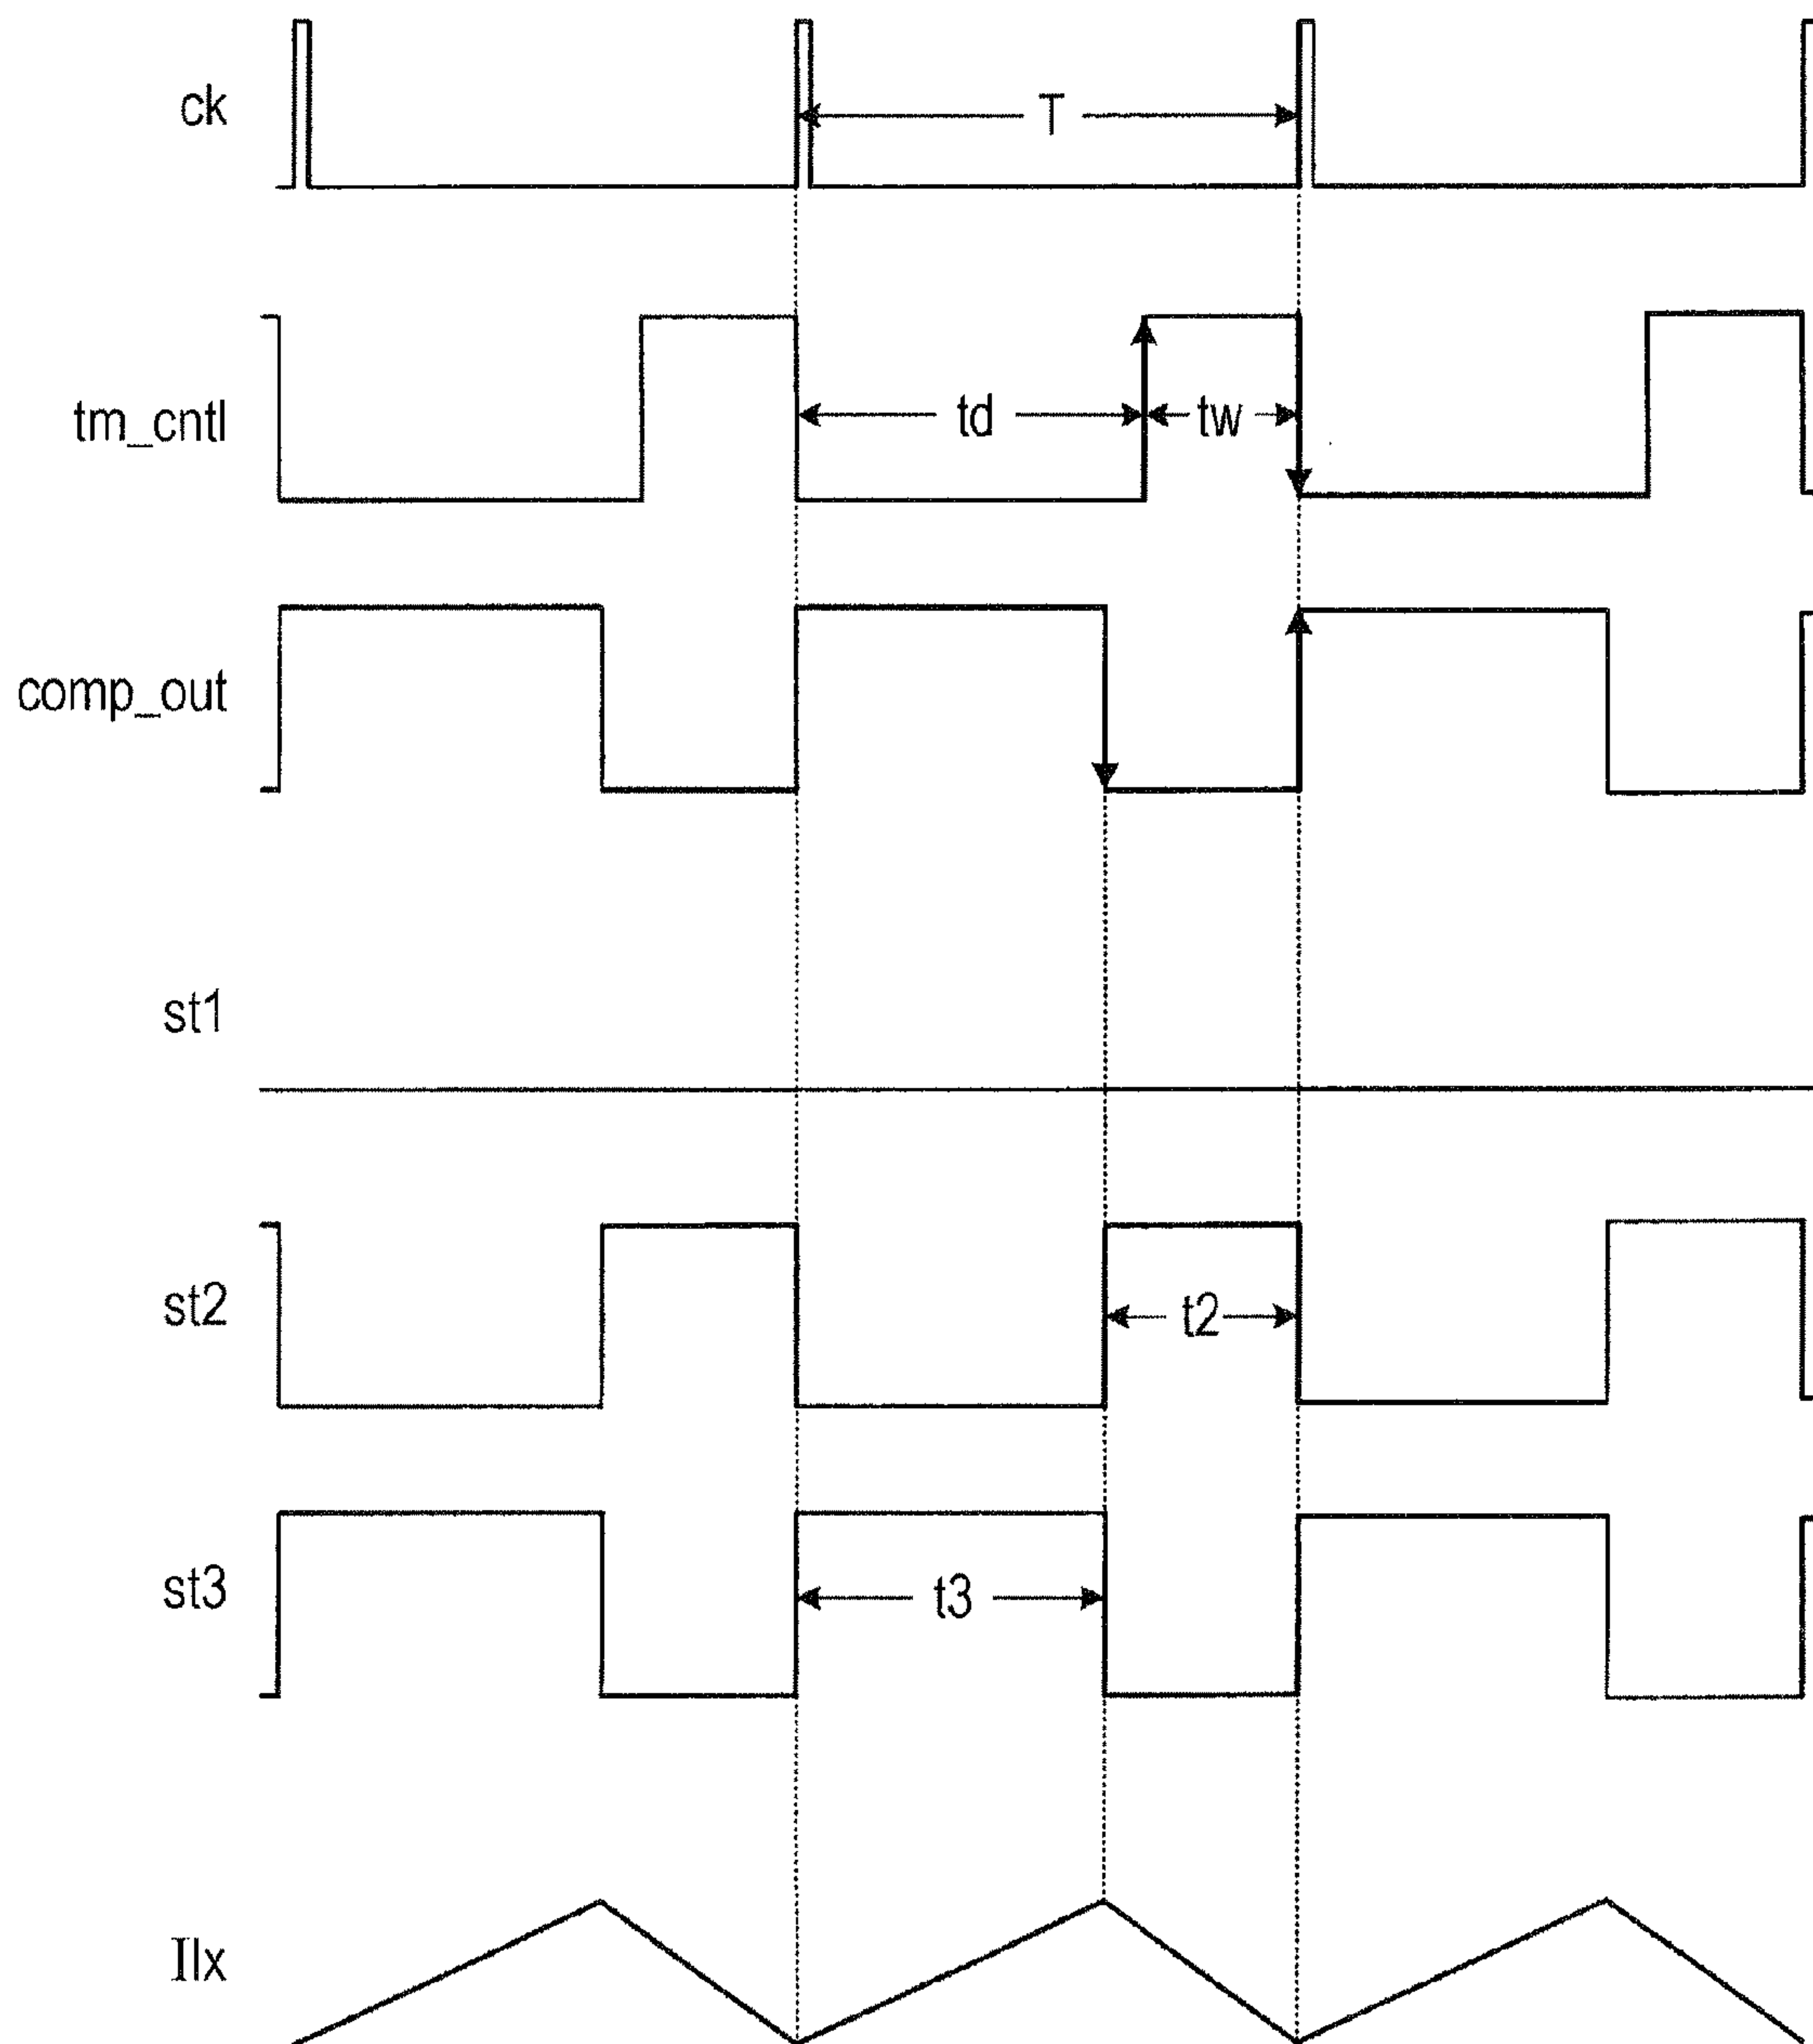 ck
T
tm_cntl
td
tw
comp_out
st1
st2
t2
st3
t3
Ilx